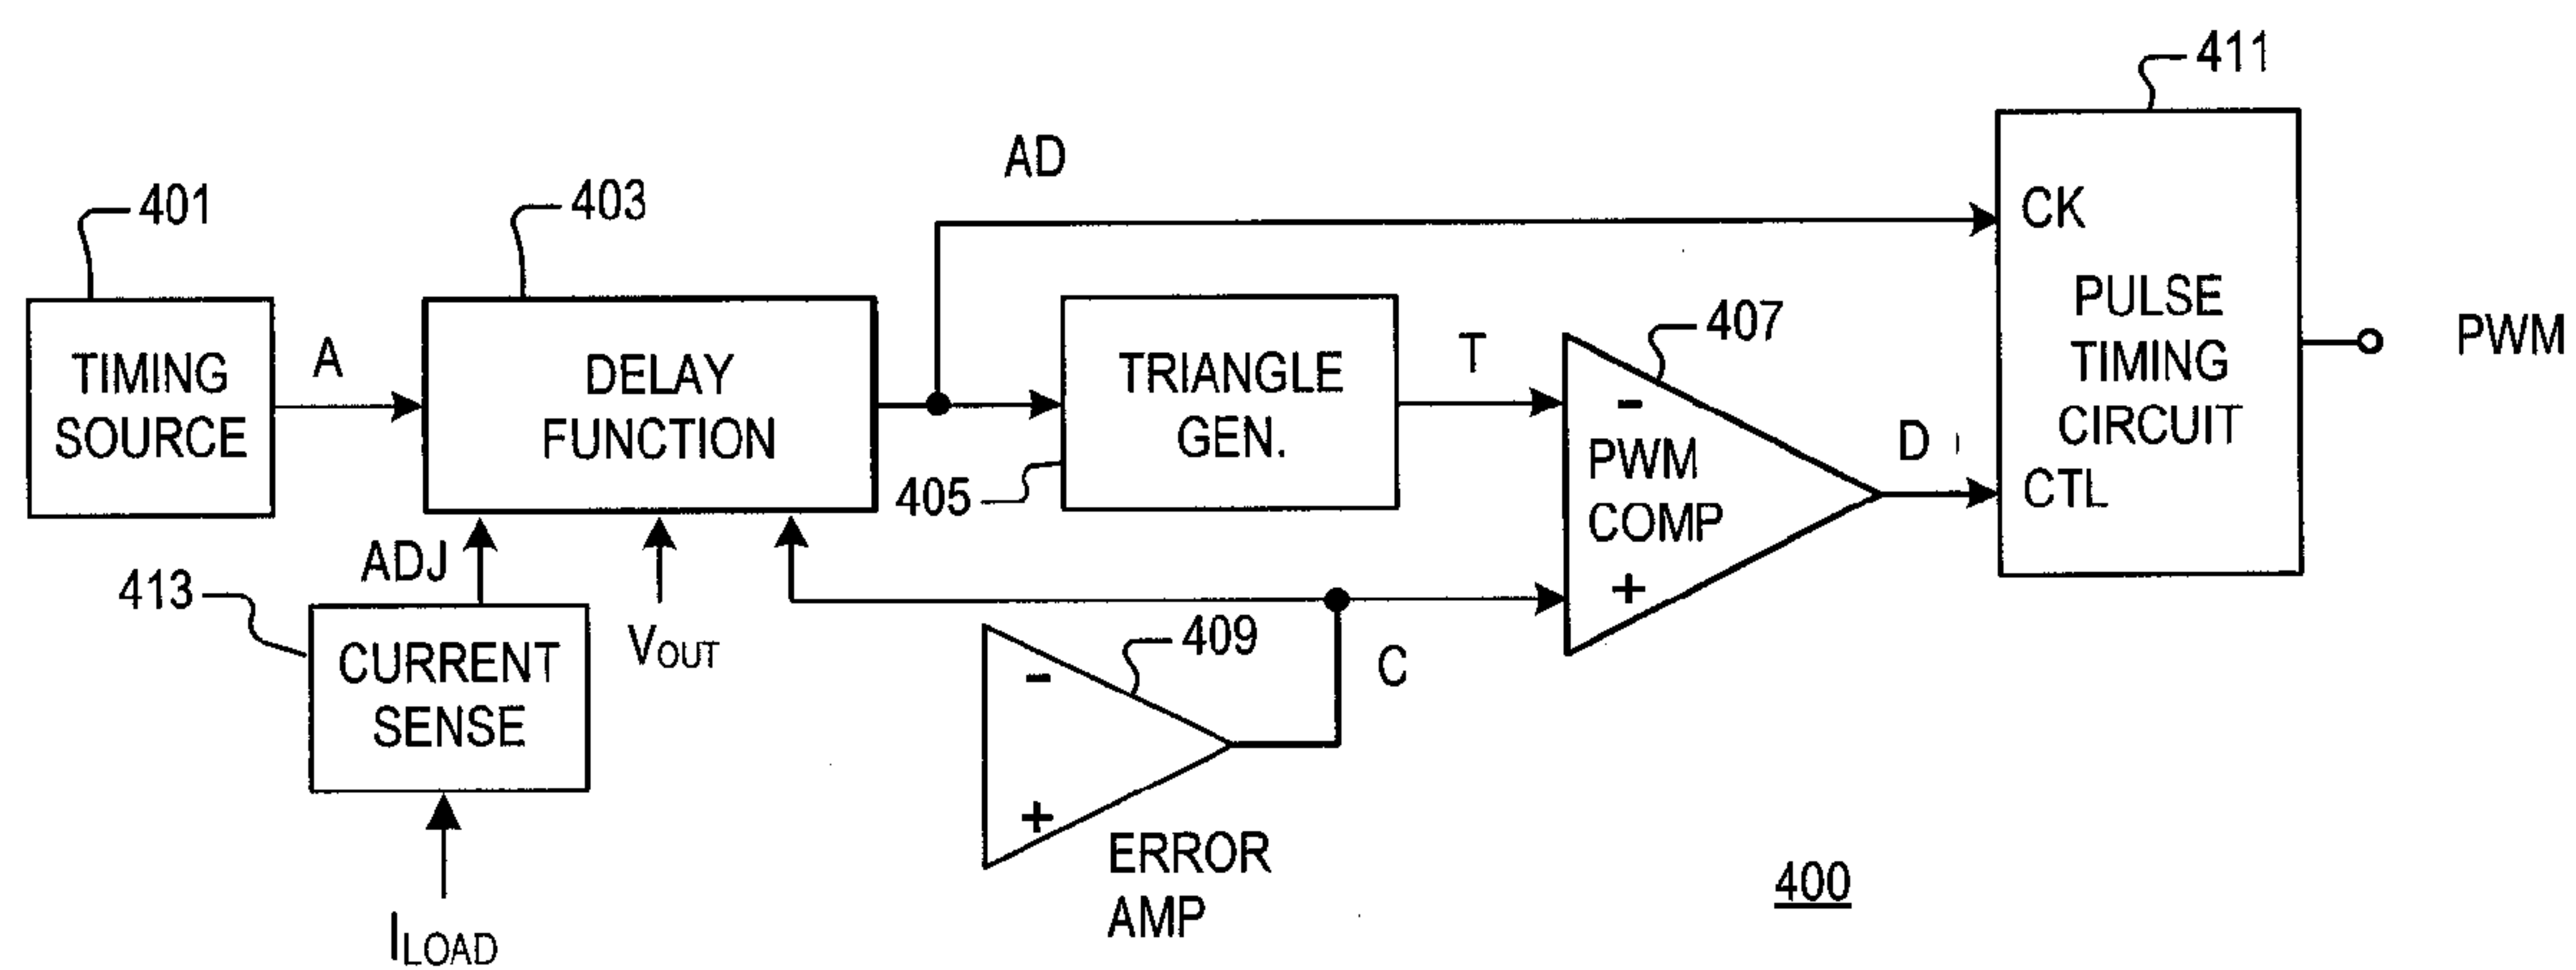 411
AD
401
403
CK
PULSE
TIMING
CIRCUIT
CTL
PWM
407
TIMING
SOURCE
A
DELAY
FUNCTION
TRIANGLE
GEN.
405
T
-
PWM
COMP
+
D
ADJ
413
CURRENT
SENSE
VOUT
409
C
-
+
ERROR
AMP
400
ILOAD